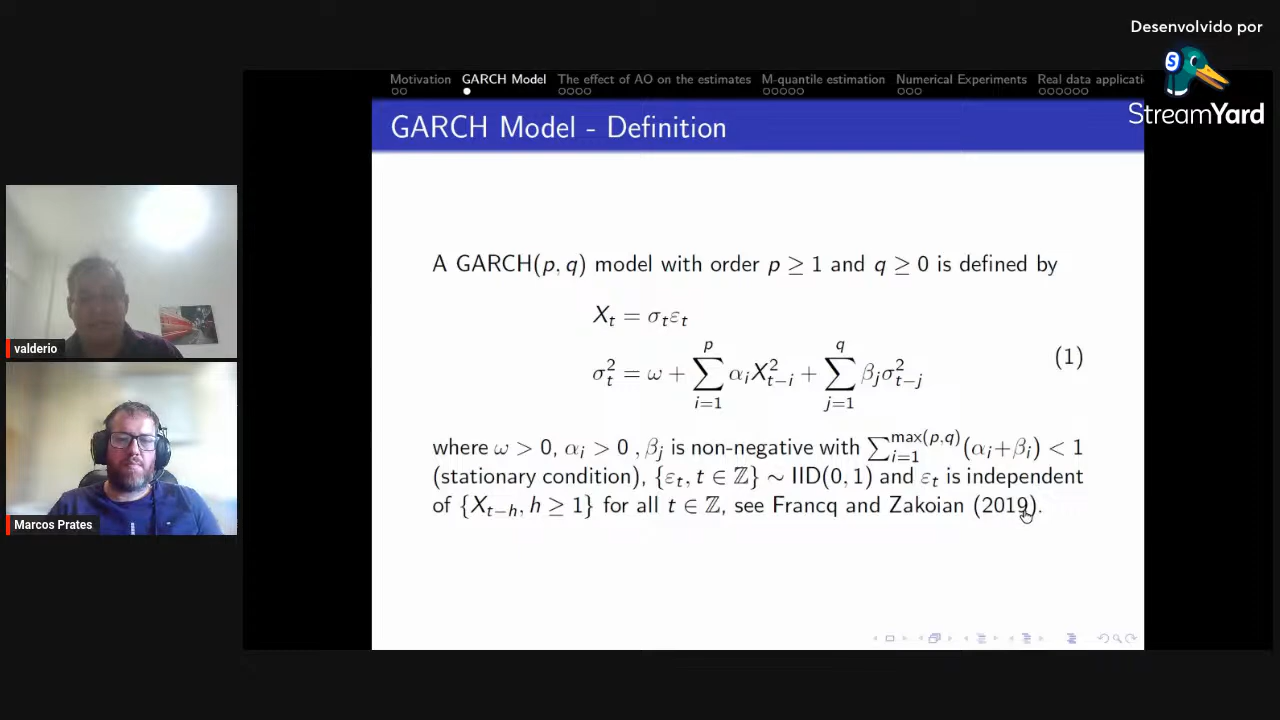 Desenvolvido por
StreamYard
Motivation GARCH Model The effect of AO on the estimates M-quantile estimation Numerical Experiments Real data applicati
GARCH Model - Definition
A GARCH(p, q) model with order p ≥ 1 and q ≥ 0 is defined by
X_t = σ_t ε_t
σ_t^2 = ω + ∑_{i=1}^{p} α_i X_{t−i}^2 + ∑_{j=1}^{q} β_j σ_{t−j}^2 (1)
where ω > 0, α_i > 0 , β_j is non-negative with ∑_{i=1}^{max(p,q)} (α_i+β_i) < 1
(stationary condition), {ε_t, t ∈ ℤ} ∼ IID(0, 1) and ε_t is independent
of {X_{t−h}, h ≥ 1} for all t ∈ ℤ, see Francq and Zakoian (2019).
valderio
Marcos Prates